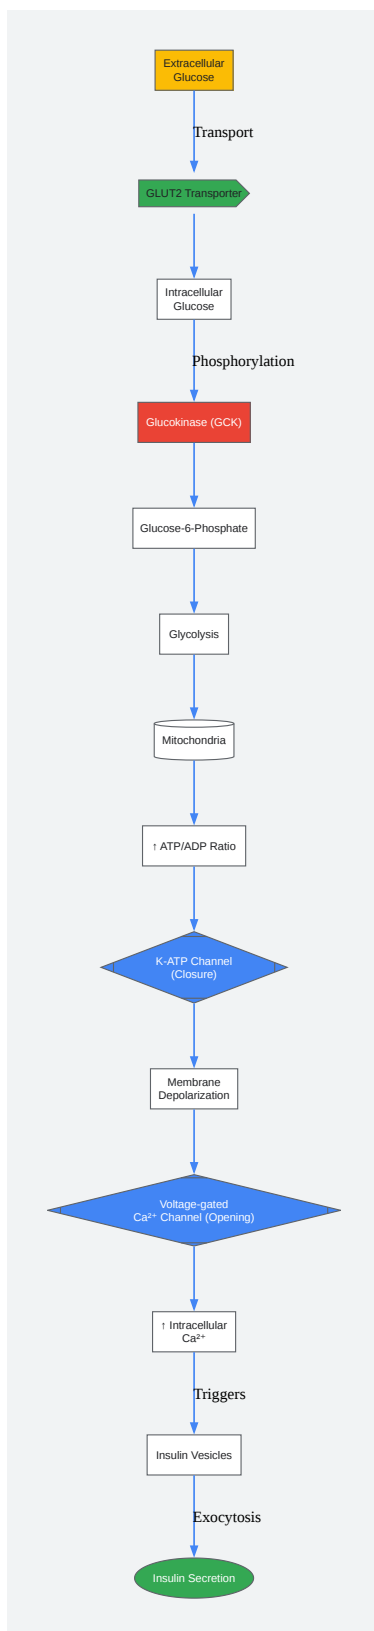 Extracellular
Glucose
Transport
GLUT2 Transporter
Intracellular
Glucose
Phosphorylation
Glucokinase (GCK)
Glucose-6-Phosphate
Glycolysis
Mitochondria
↑ ATP/ADP Ratio
K-ATP Channel
(Closure)
Membrane
Depolarization
Voltage-gated
Ca²⁺ Channel (Opening)
↑ Intracellular
Ca²⁺
Triggers
Insulin Vesicles
Exocytosis
Insulin Secretion